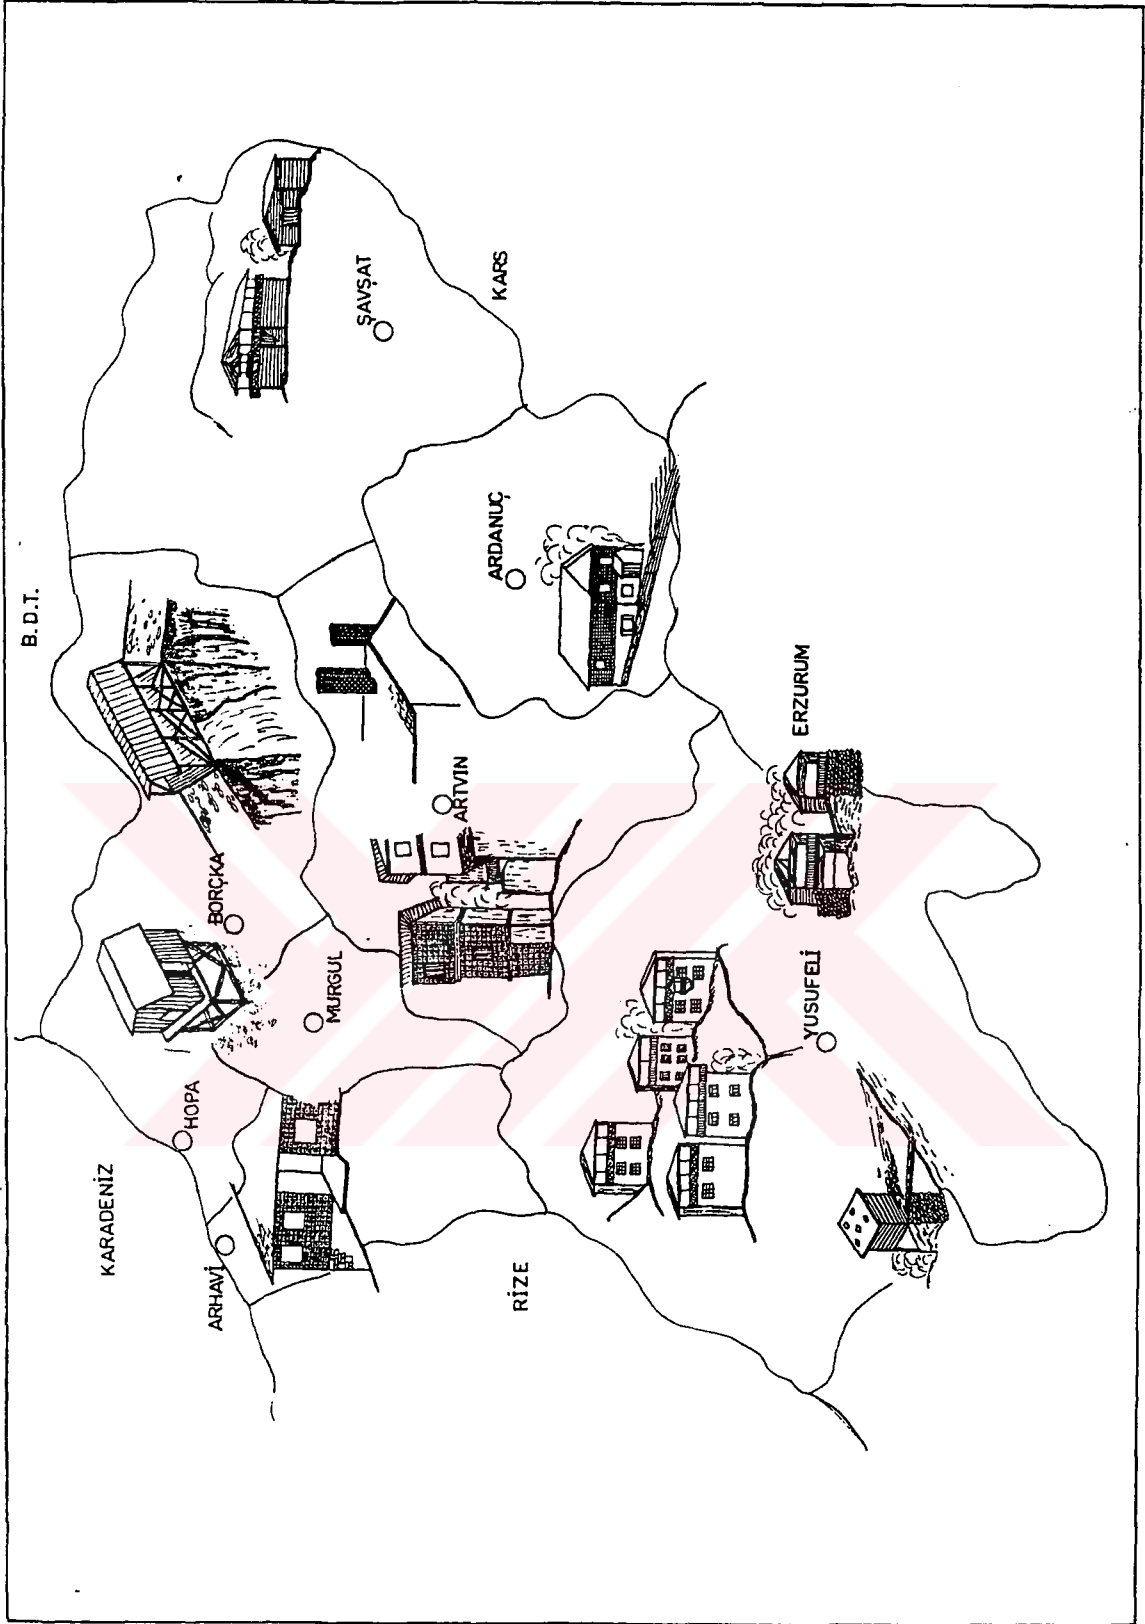 B.D.T.
KARADENİZ
HOPA
ARHAVİ
BORÇKA
MURGUL
ŞAVŞAT
ARTVİN
ARDANUÇ
KARS
RİZE
YUSUFELİ
ERZURUM